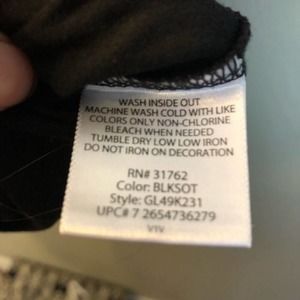 WASH INSIDE OUT
MACHINE WASH COLD WITH LIKE
COLORS ONLY NON-CHLORINE
BLEACH WHEN NEEDED
TUMBLE DRY LOW LOW IRON
DO NOT IRON ON DECORATION
RN# 31762
Color: BLKSOT
Style: GL49K231
UPC# 7 2654736279
VIV